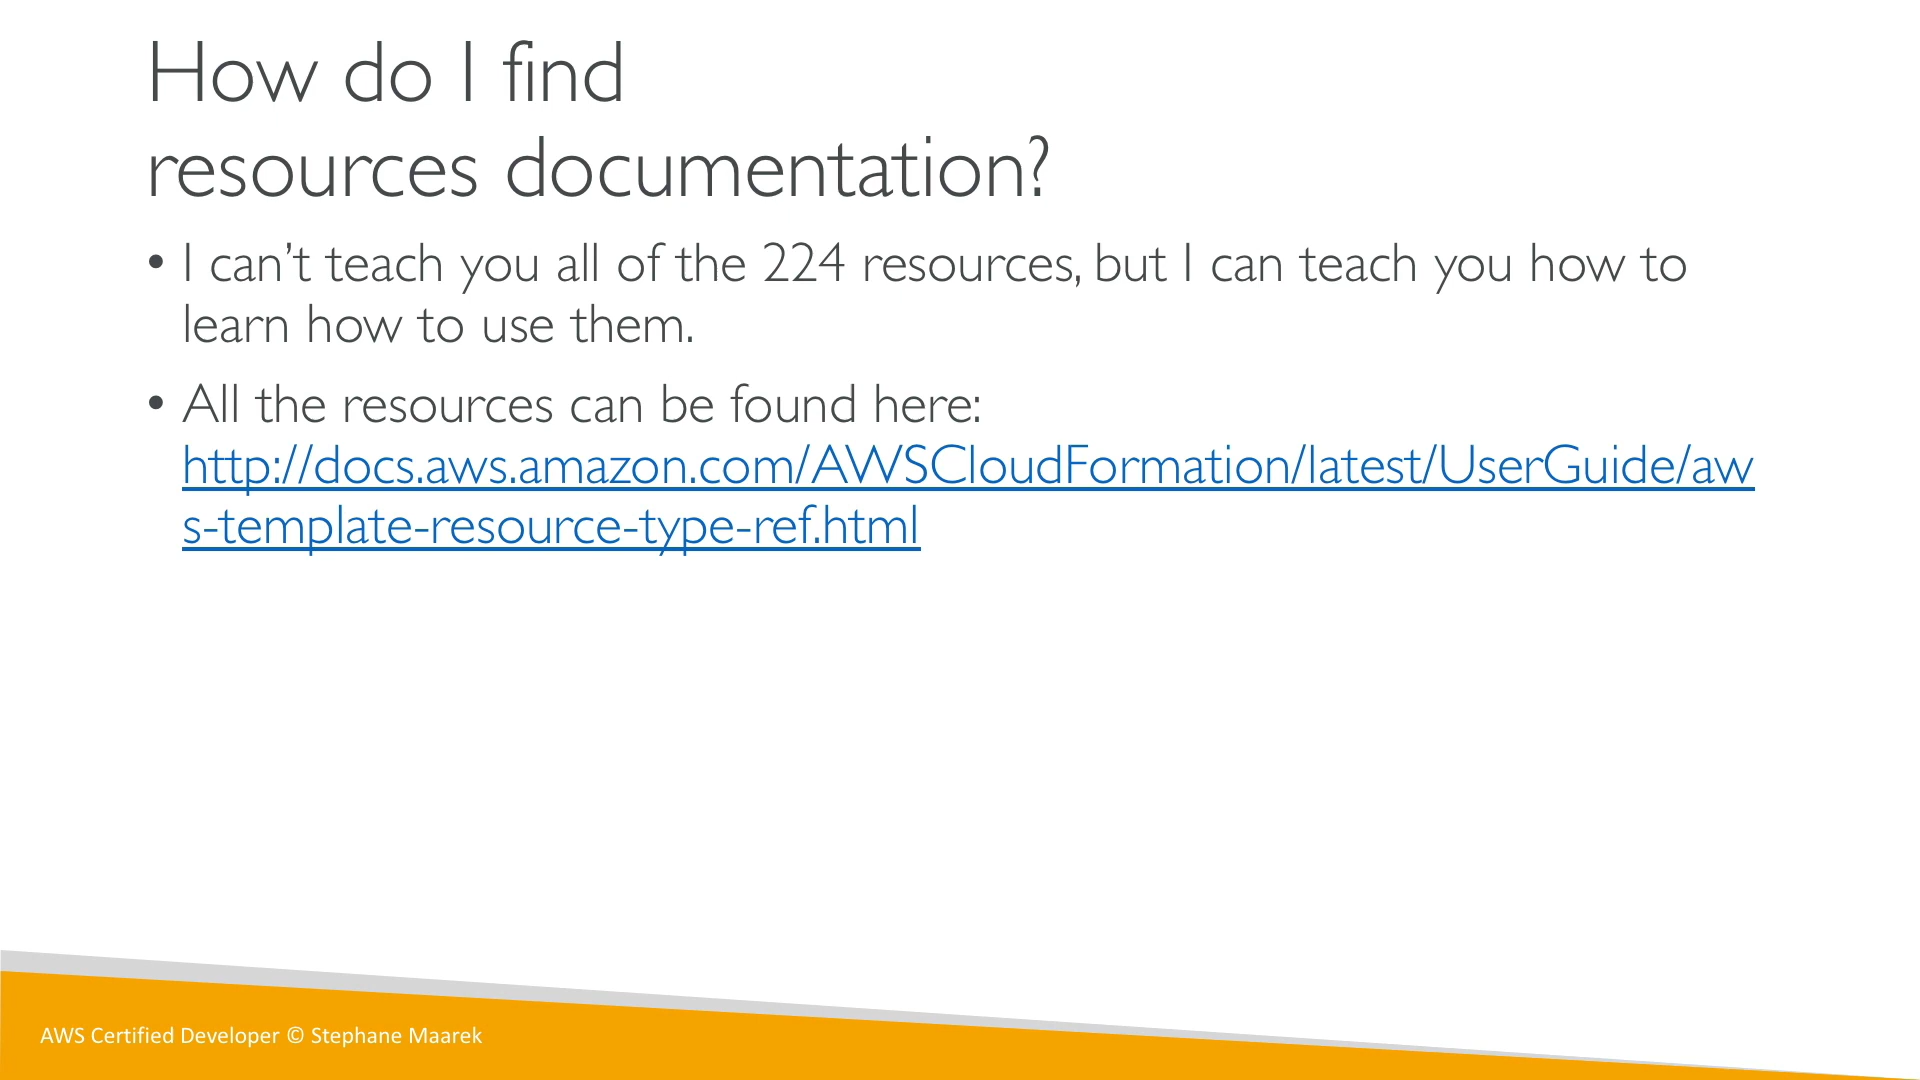 How do I find
resources documentation?
• I can’t teach you all of the 224 resources, but I can teach you how to
learn how to use them.
• All the resources can be found here:
http://docs.aws.amazon.com/AWSCloudFormation/latest/UserGuide/aw
s-template-resource-type-ref.html
AWS Certified Developer © Stephane Maarek